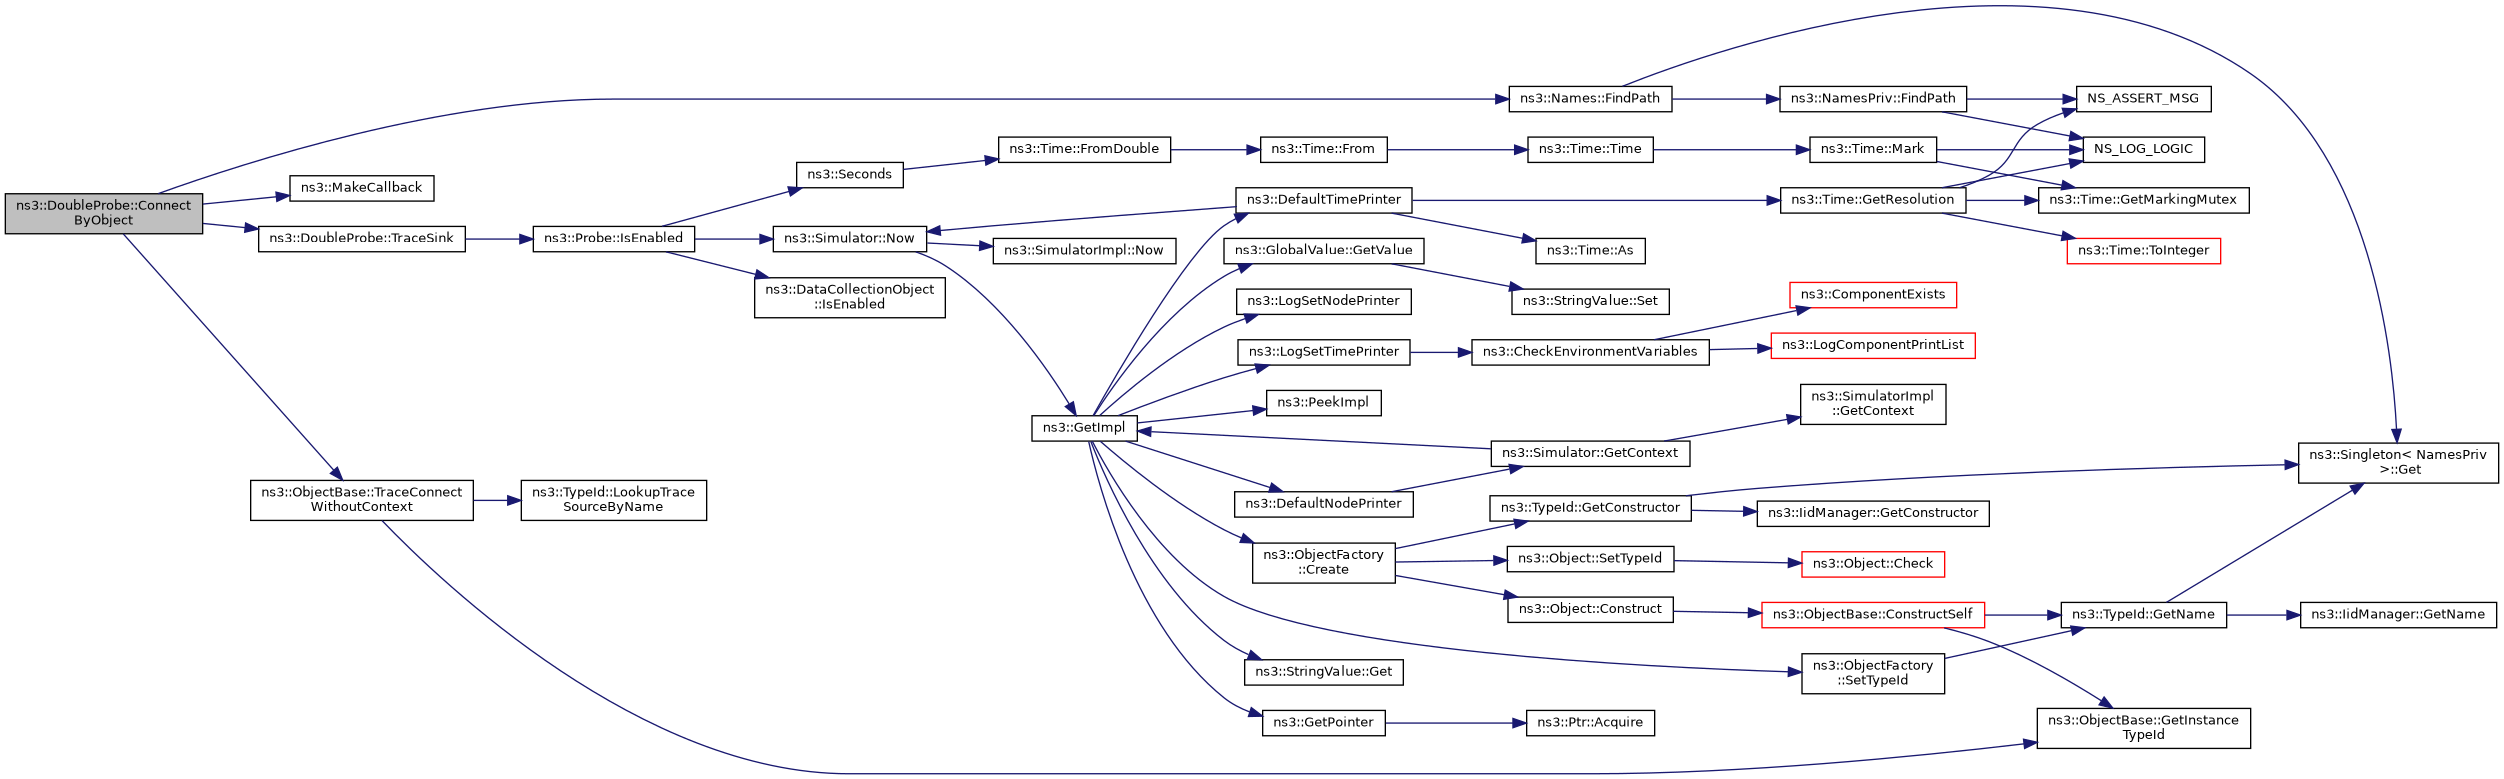 ns3::DoubleProbe::Connect
ByObject
ns3::MakeCallback
ns3::DoubleProbe::TraceSink
ns3::ObjectBase::TraceConnect
WithoutContext
ns3::TypeId::LookupTrace
SourceByName
ns3::Probe::IsEnabled
ns3::Seconds
ns3::Simulator::Now
ns3::DataCollectionObject
::IsEnabled
ns3::Time::FromDouble
ns3::SimulatorImpl::Now
ns3::GetImpl
ns3::Time::From
ns3::DefaultTimePrinter
ns3::GlobalValue::GetValue
ns3::LogSetNodePrinter
ns3::LogSetTimePrinter
ns3::PeekImpl
ns3::DefaultNodePrinter
ns3::ObjectFactory
::Create
ns3::StringValue::Get
ns3::GetPointer
ns3::Names::FindPath
ns3::Time::Time
ns3::Time::As
ns3::StringValue::Set
ns3::CheckEnvironmentVariables
ns3::Simulator::GetContext
ns3::TypeId::GetConstructor
ns3::Object::SetTypeId
ns3::Object::Construct
ns3::Ptr::Acquire
ns3::NamesPriv::FindPath
ns3::Time::Mark
ns3::Time::GetResolution
ns3::ComponentExists
ns3::LogComponentPrintList
ns3::SimulatorImpl
::GetContext
ns3::IidManager::GetConstructor
ns3::Object::Check
ns3::ObjectBase::ConstructSelf
ns3::ObjectFactory
::SetTypeId
NS_ASSERT_MSG
NS_LOG_LOGIC
ns3::Time::GetMarkingMutex
ns3::Time::ToInteger
ns3::TypeId::GetName
ns3::ObjectBase::GetInstance
TypeId
ns3::Singleton< NamesPriv
>::Get
ns3::IidManager::GetName